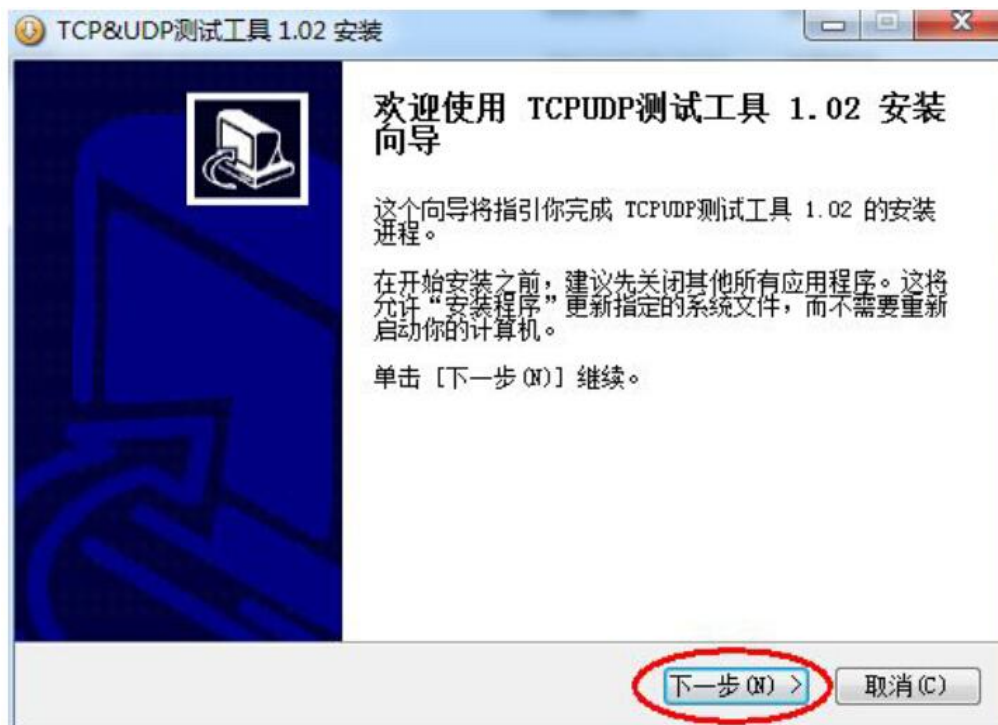 TCP&UDP测试工具 1.02 安装
欢迎使用 TCPUDP测试工具 1.02 安装
向导
这个向导将指引你完成 TCPUDP测试工具 1.02 的安装
进程。
在开始安装之前，建议先关闭其他所有应用程序。这将
允许“安装程序”更新指定的系统文件，而不需要重新
启动你的计算机。
单击 [下一步(N)] 继续。
下一步(N) >
取消(C)